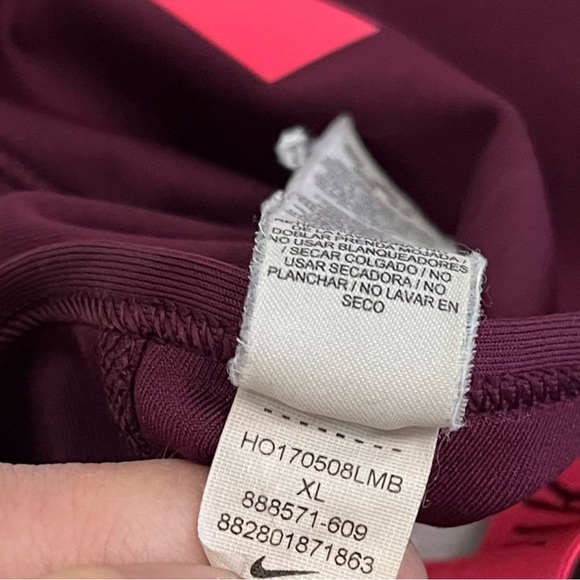 DE LA
DOBLAR PRENDA MOJADA /
NO USAR BLANQUEADORES
/ SECAR COLGADO / NO
USAR SECADORA / NO
PLANCHAR / NO LAVAR EN
SECO
HO170508LMB
XL
888571-609
882801871863